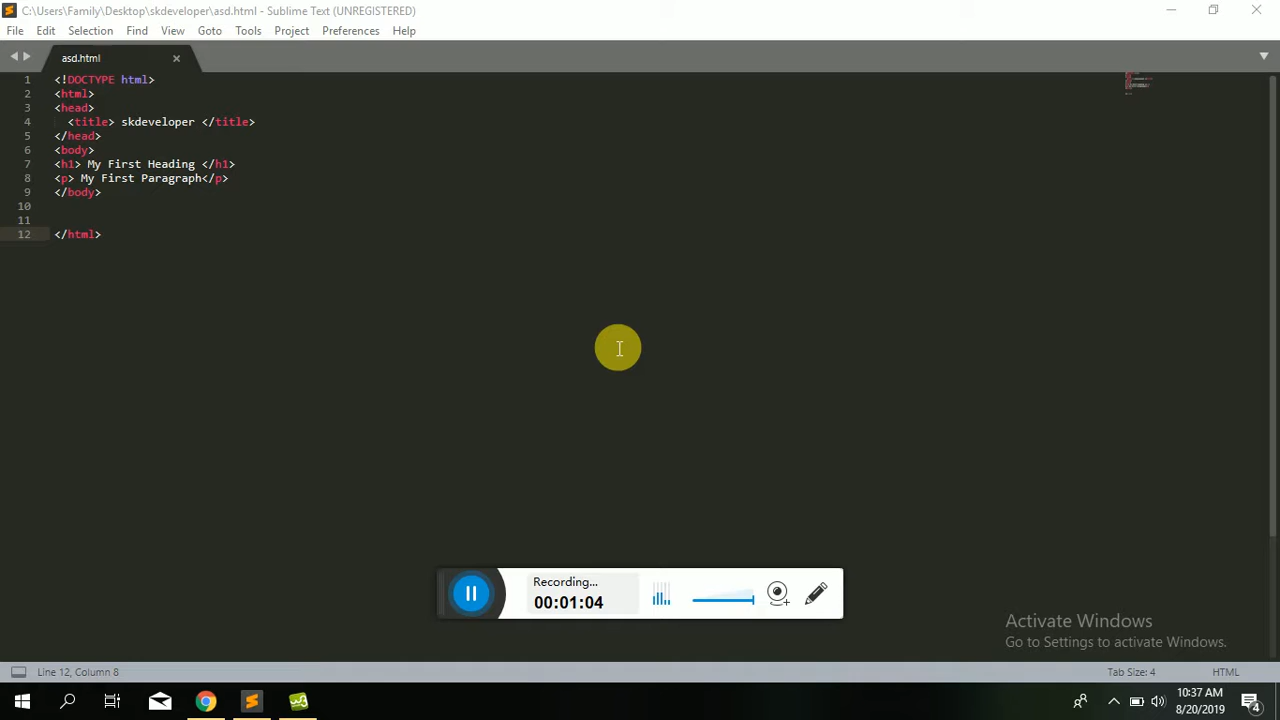 C:\Users\Family\Desktop\skdeveloper\asd.html - Sublime Text (UNREGISTERED)
File Edit Selection Find View Goto Tools Project Preferences Help
asd.html
1 <!DOCTYPE html>
2 <html>
3 <head>
4 <title> skdeveloper </title>
5 </head>
6 <body>
7 <h1> My First Heading </h1>
8 <p> My First Paragraph</p>
9 </body>
10
11
12 </html>
Recording...
00:01:04
Activate Windows
Go to Settings to activate Windows.
Line 12, Column 8 Tab Size: 4 HTML
10:37 AM
8/20/2019
4